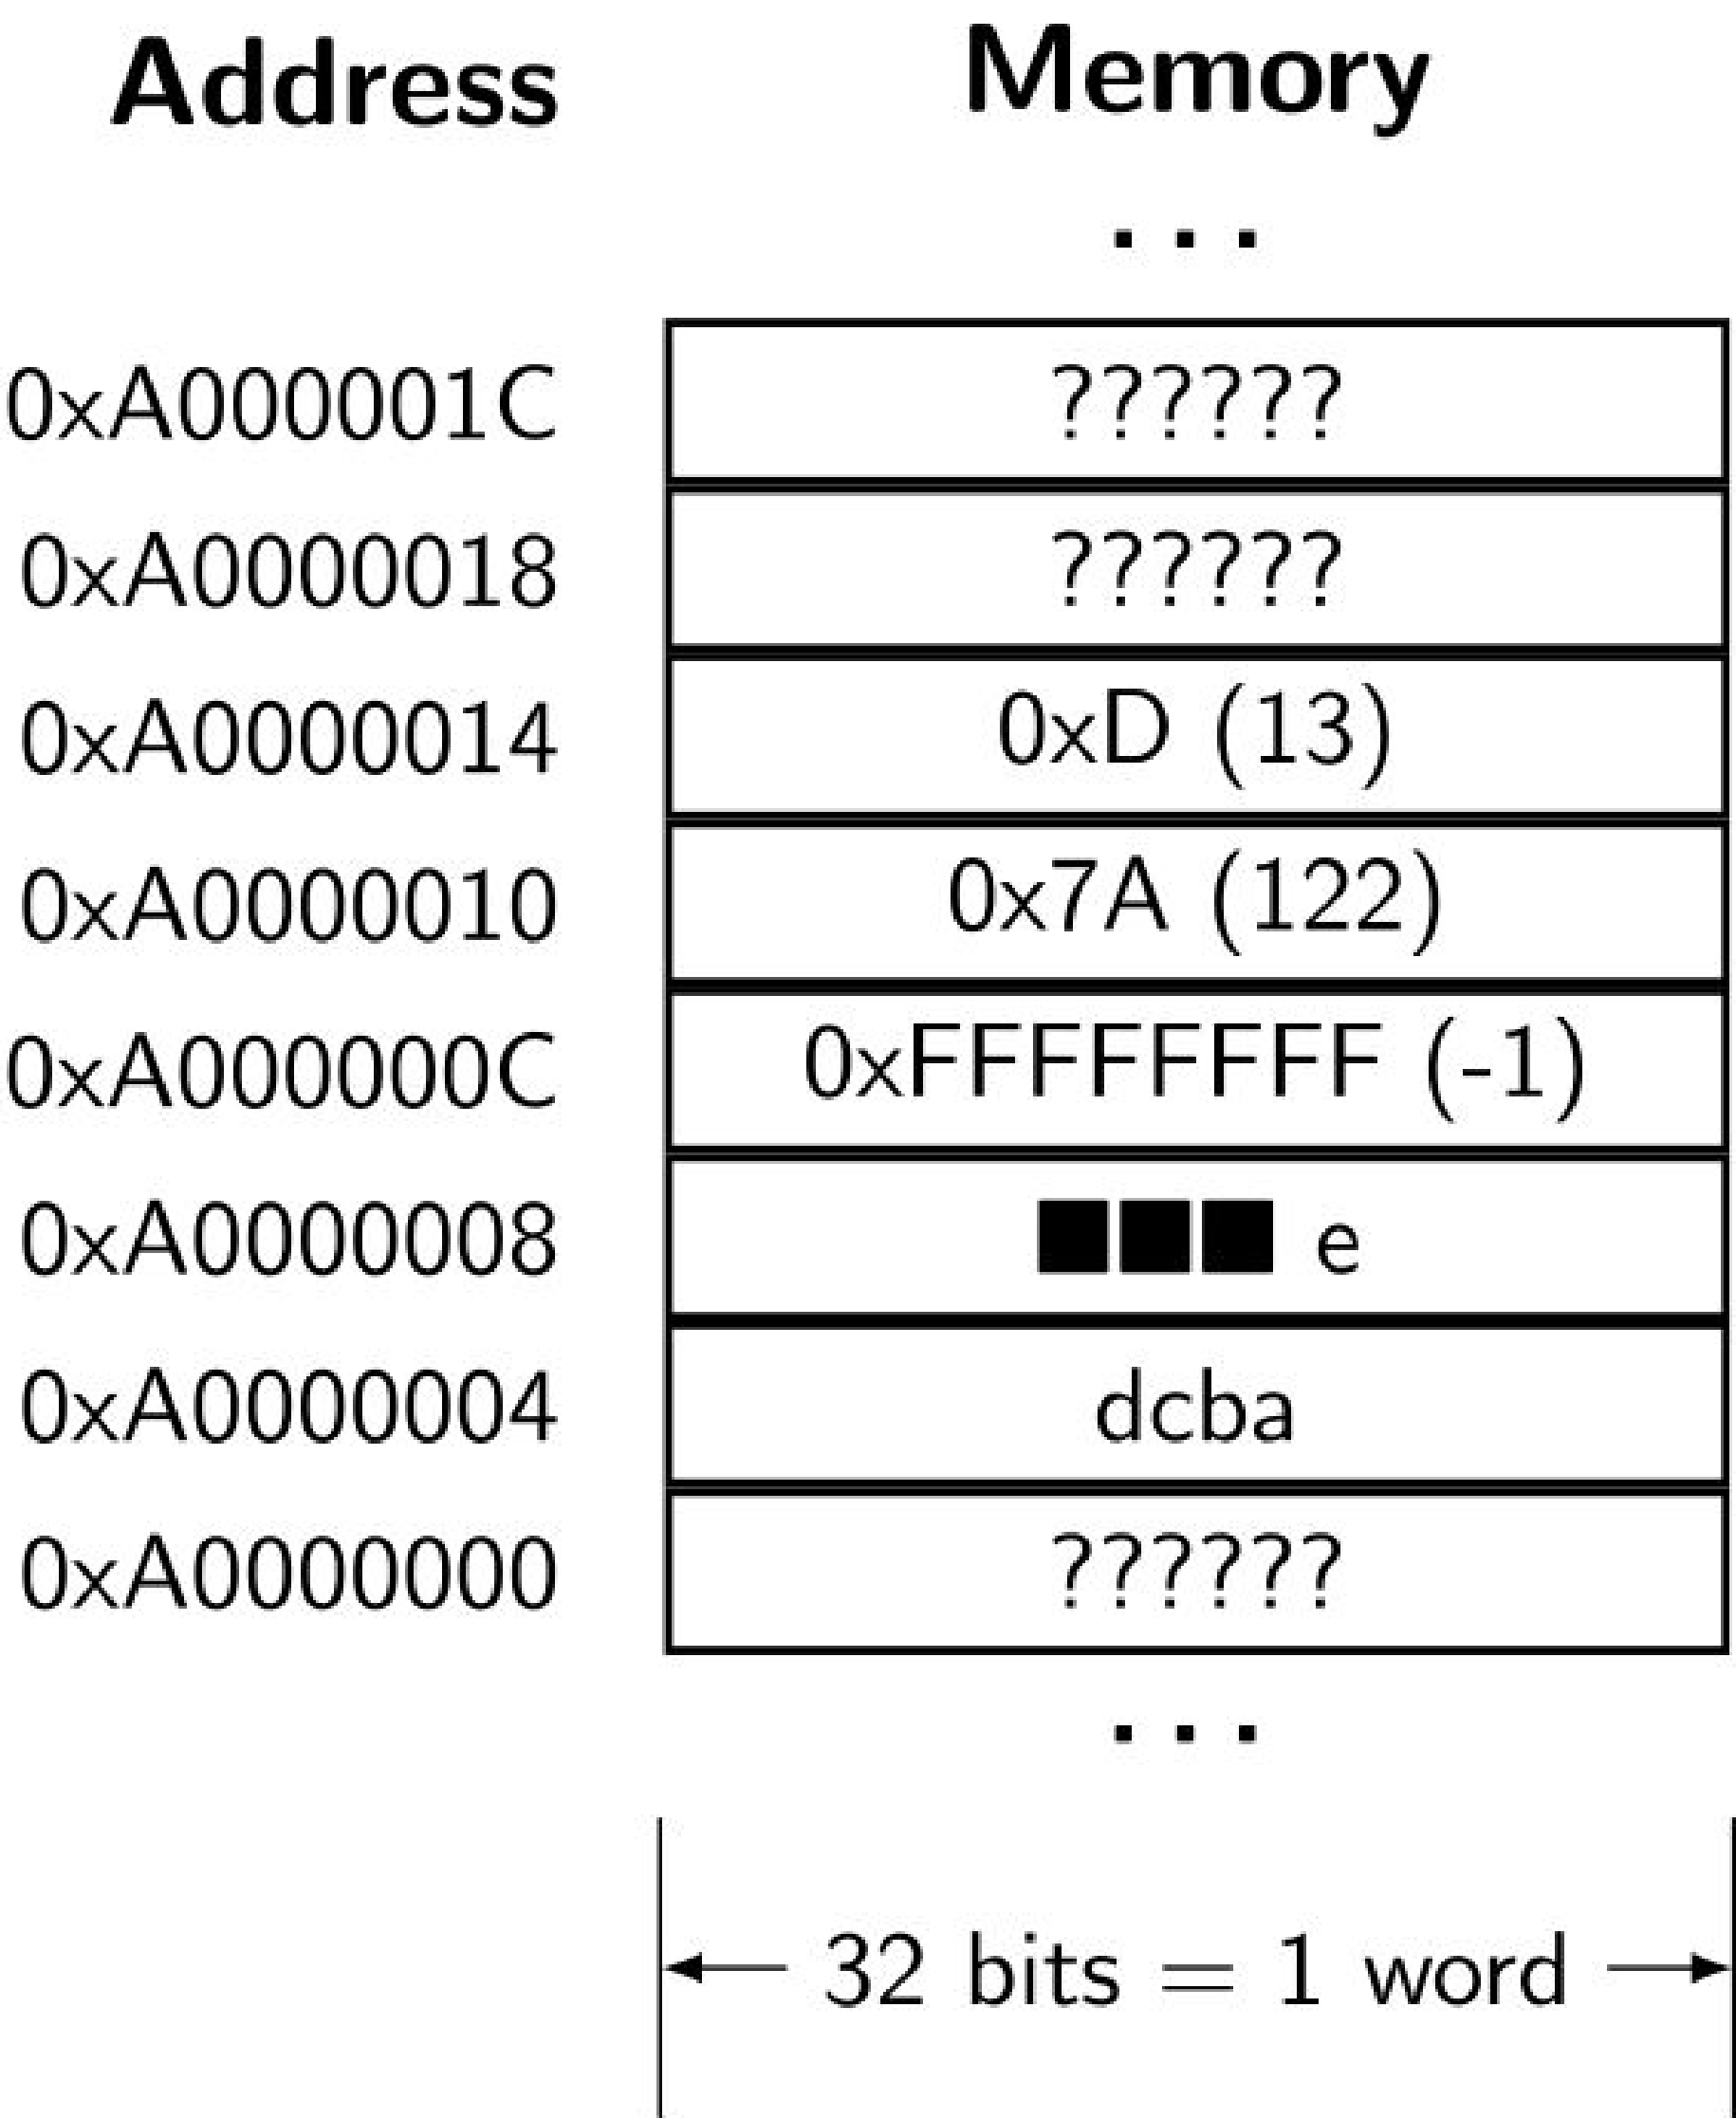 Address Memory
...
0xA000001C ??????
0xA0000018 ??????
0xA0000014 0xD (13)
0xA0000010 0x7A (122)
0xA000000C 0xFFFFFFFF (-1)
0xA0000008 ■■■ e
0xA0000004 dcba
0xA0000000 ??????
...
32 bits = 1 word